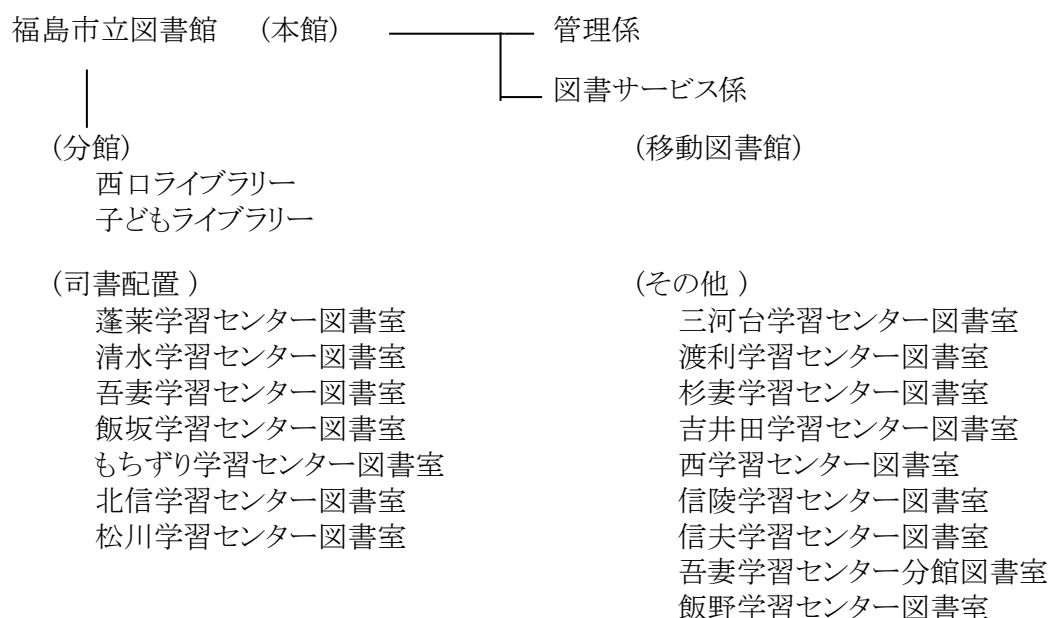 福島市立図書館 (本館) 管理係
図書サービス係
(分館) (移動図書館)
西口ライブラリー
子どもライブラリー
(司書配置 ) (その他 )
蓬莱学習センター図書室 三河台学習センター図書室
清水学習センター図書室 渡利学習センター図書室
吾妻学習センター図書室 杉妻学習センター図書室
飯坂学習センター図書室 吉井田学習センター図書室
もちずり学習センター図書室 西学習センター図書室
北信学習センター図書室 信陵学習センター図書室
松川学習センター図書室 信夫学習センター図書室
吾妻学習センター分館図書室
飯野学習センター図書室